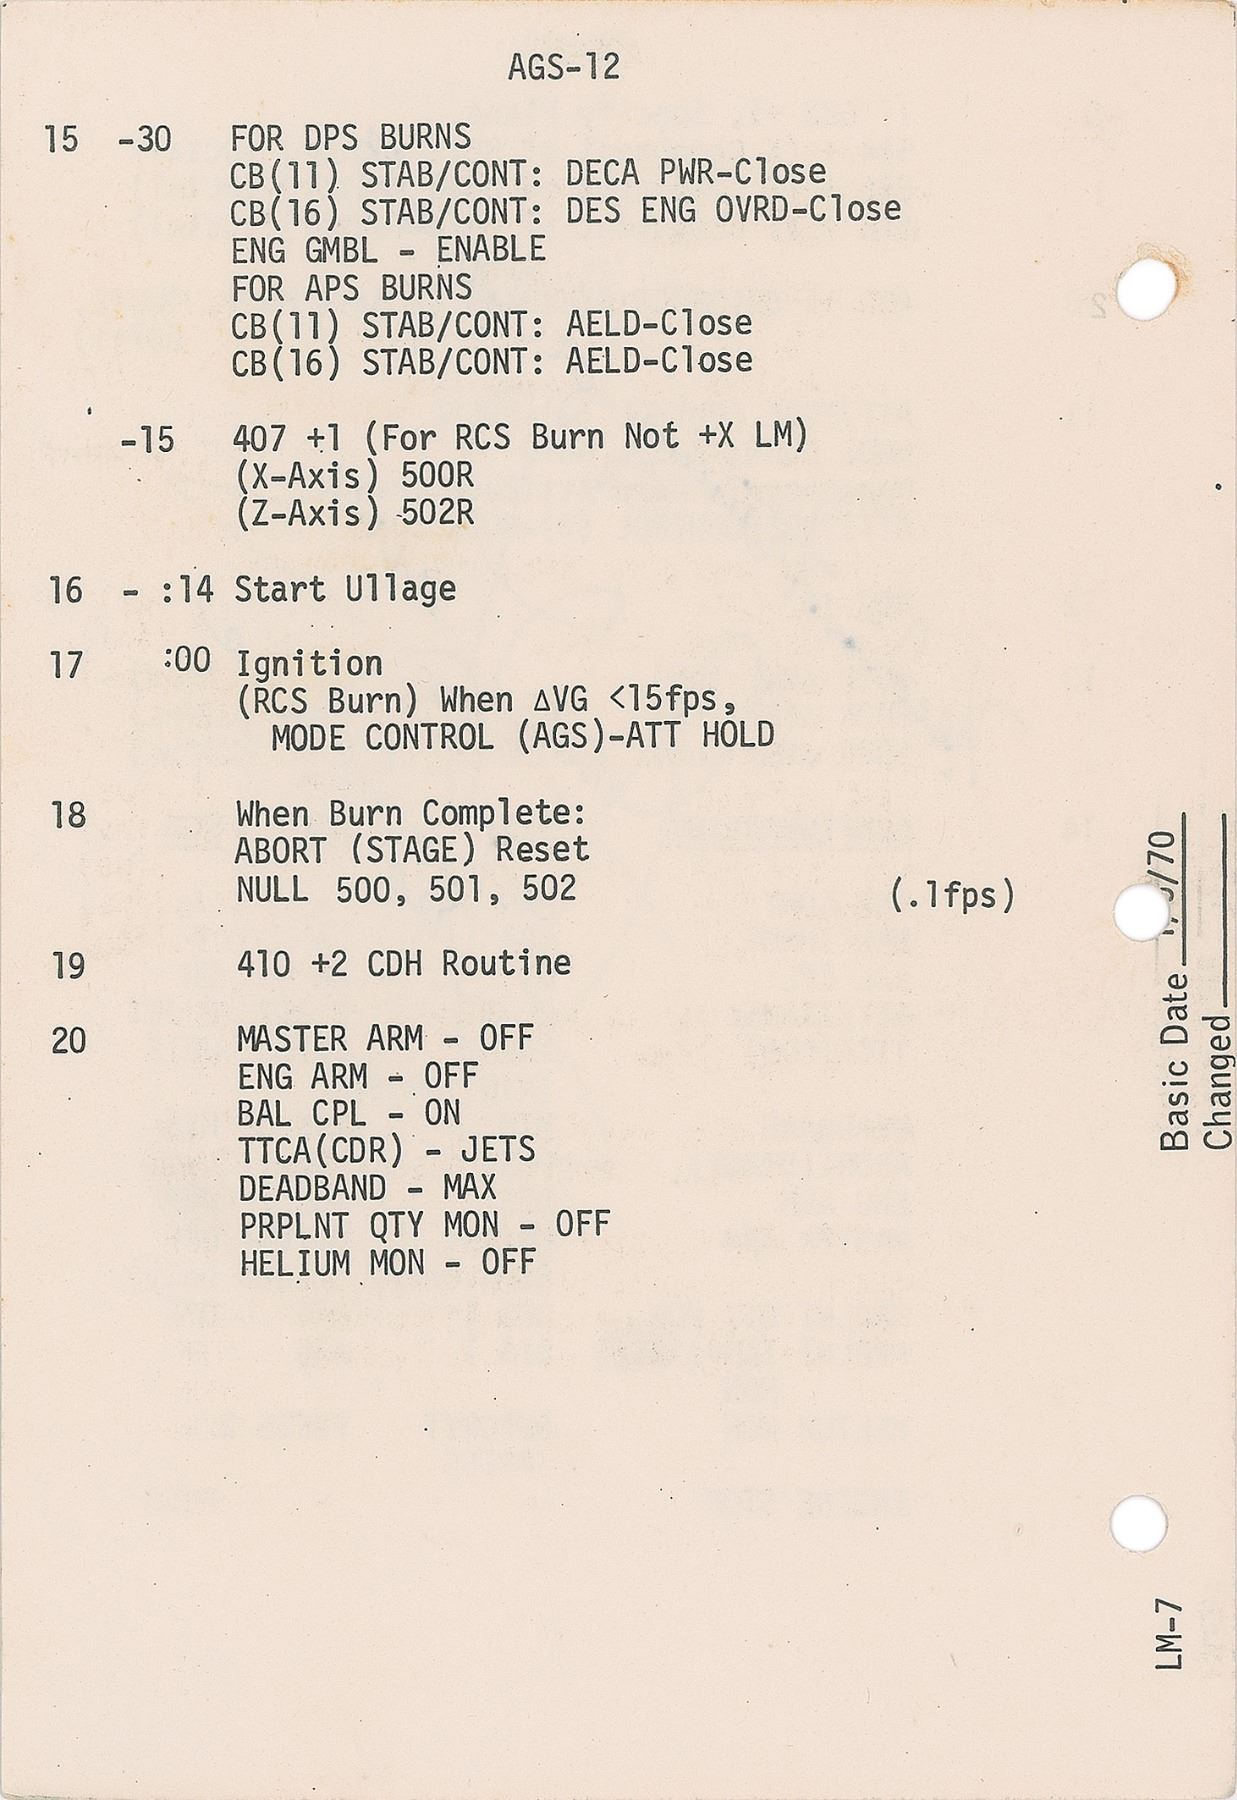 AGS-12
15 -30 FOR DPS BURNS
CB(11) STAB/CONT: DECA PWR-Close
CB(16) STAB/CONT: DES ENG OVRD-Close
ENG GMBL - ENABLE
FOR APS BURNS
CB(11) STAB/CONT: AELD-Close
CB(16) STAB/CONT: AELD-Close
-15 407 +1 (For RCS Burn Not +X LM)
(X-Axis) 500R
(Z-Axis) 502R
16 - :14 Start Ullage
17 :00 Ignition
(RCS Burn) When ΔVG <15fps,
MODE CONTROL (AGS)-ATT HOLD
18 When Burn Complete:
ABORT (STAGE) Reset
NULL 500, 501, 502 (.1fps)
19 410 +2 CDH Routine
20 MASTER ARM - OFF
ENG ARM - OFF
BAL CPL - ON
TTCA(CDR) - JETS
DEADBAND - MAX
PRPLNT QTY MON - OFF
HELIUM MON - OFF
Basic Date /70
Changed
LM-7